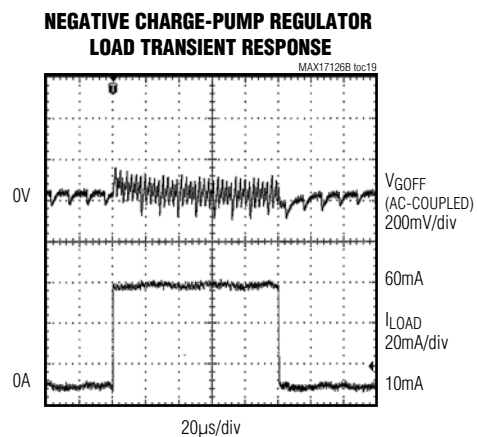 NEGATIVE CHARGE-PUMP REGULATOR
LOAD TRANSIENT RESPONSE
MAX17126B toc19
T
0V
VGOFF
(AC-COUPLED)
200mV/div
60mA
ILOAD
20mA/div
0A
10mA
20µs/div